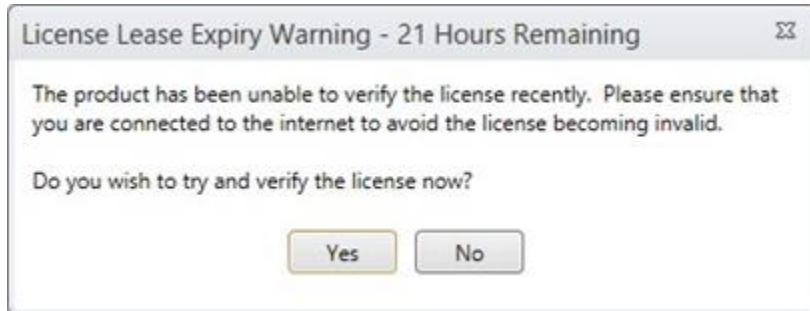 License Lease Expiry Warning - 21 Hours Remaining
The product has been unable to verify the license recently.  Please ensure that
you are connected to the internet to avoid the license becoming invalid.
Do you wish to try and verify the license now?
Yes No